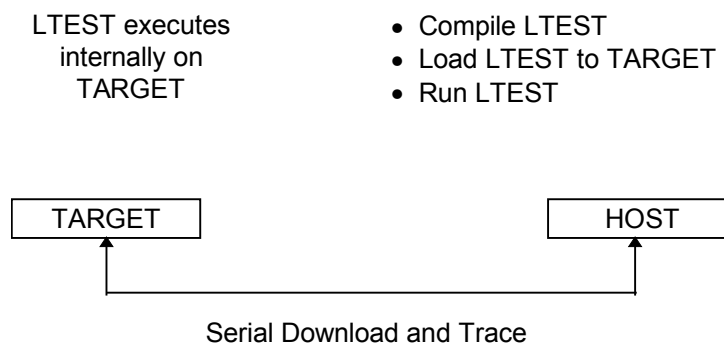 LTEST executes
internally on
TARGET
• Compile LTEST
• Load LTEST to TARGET
• Run LTEST
TARGET
HOST
Serial Download and Trace